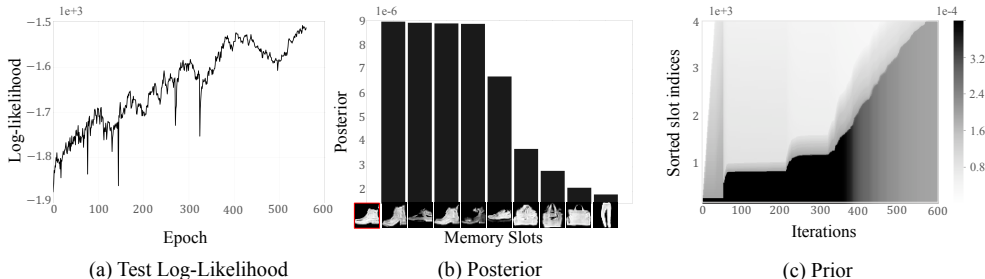 1e+3
−1.5
−1.6
−1.7
−1.8
−1.9
Log-likelihood
0 100 200 300 400 500 600
Epoch
(a) Test Log-Likelihood
1e-6
9
8
7
6
5
4
3
2
Posterior
Memory Slots
(b) Posterior
1e+3
1e-4
4
3
2
1
0
Sorted slot indices
0 100 200 300 400 500 600
Iterations
3.2
2.4
1.6
0.8
(c) Prior